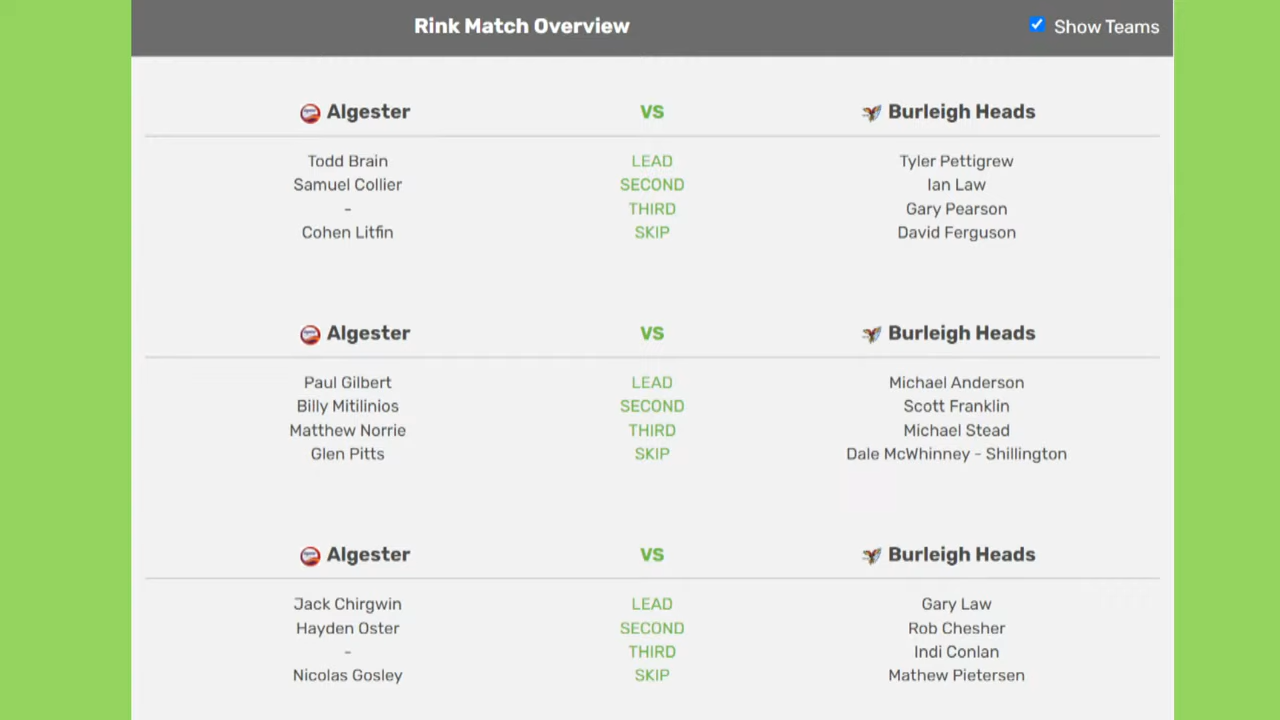 Rink Match Overview Show Teams
Algester VS Burleigh Heads
Todd Brain LEAD Tyler Pettigrew
Samuel Collier SECOND Ian Law
- THIRD Gary Pearson
Cohen Litfin SKIP David Ferguson
Algester VS Burleigh Heads
Paul Gilbert LEAD Michael Anderson
Billy Mitilinios SECOND Scott Franklin
Matthew Norrie THIRD Michael Stead
Glen Pitts SKIP Dale McWhinney - Shillington
Algester VS Burleigh Heads
Jack Chirgwin LEAD Gary Law
Hayden Oster SECOND Rob Chesher
- THIRD Indi Conlan
Nicolas Gosley SKIP Mathew Pietersen